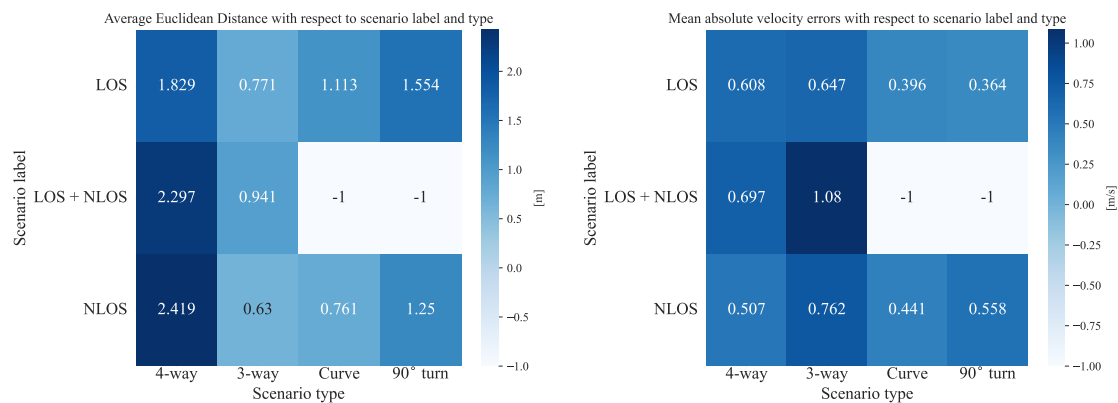 Average Euclidean Distance with respect to scenario label and type
LOS
1.829 0.771 1.113 1.554
LOS + NLOS
2.297 0.941 -1 -1
NLOS
2.419 0.63 0.761 1.25
4-way 3-way Curve 90° turn
Scenario type
Scenario label
2.0
1.5
1.0
0.5
0.0
−0.5
−1.0
[m]
Mean absolute velocity errors with respect to scenario label and type
LOS
0.608 0.647 0.396 0.364
LOS + NLOS
0.697 1.08 -1 -1
NLOS
0.507 0.762 0.441 0.558
4-way 3-way Curve 90° turn
Scenario type
Scenario label
1.00
0.75
0.50
0.25
0.00
−0.25
−0.50
−0.75
−1.00
[m/s]